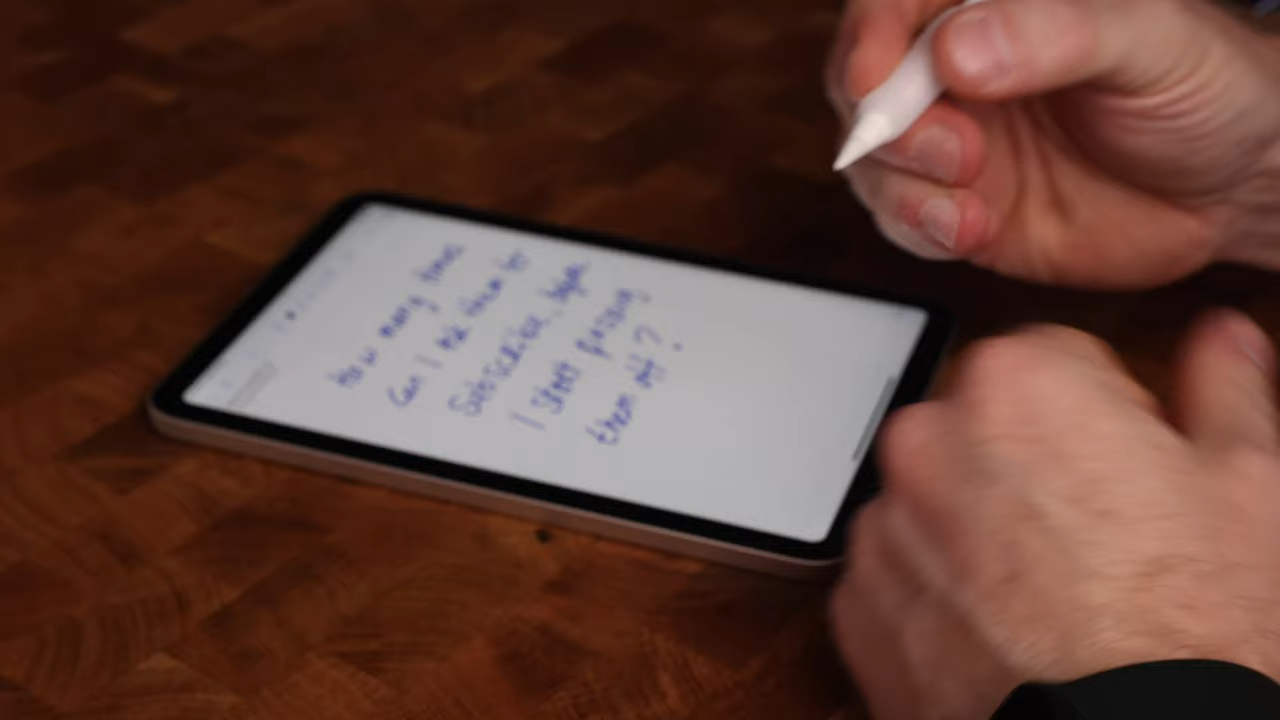 How many times
Can I ask them to
Subscribe, before
I start pissing
them off?